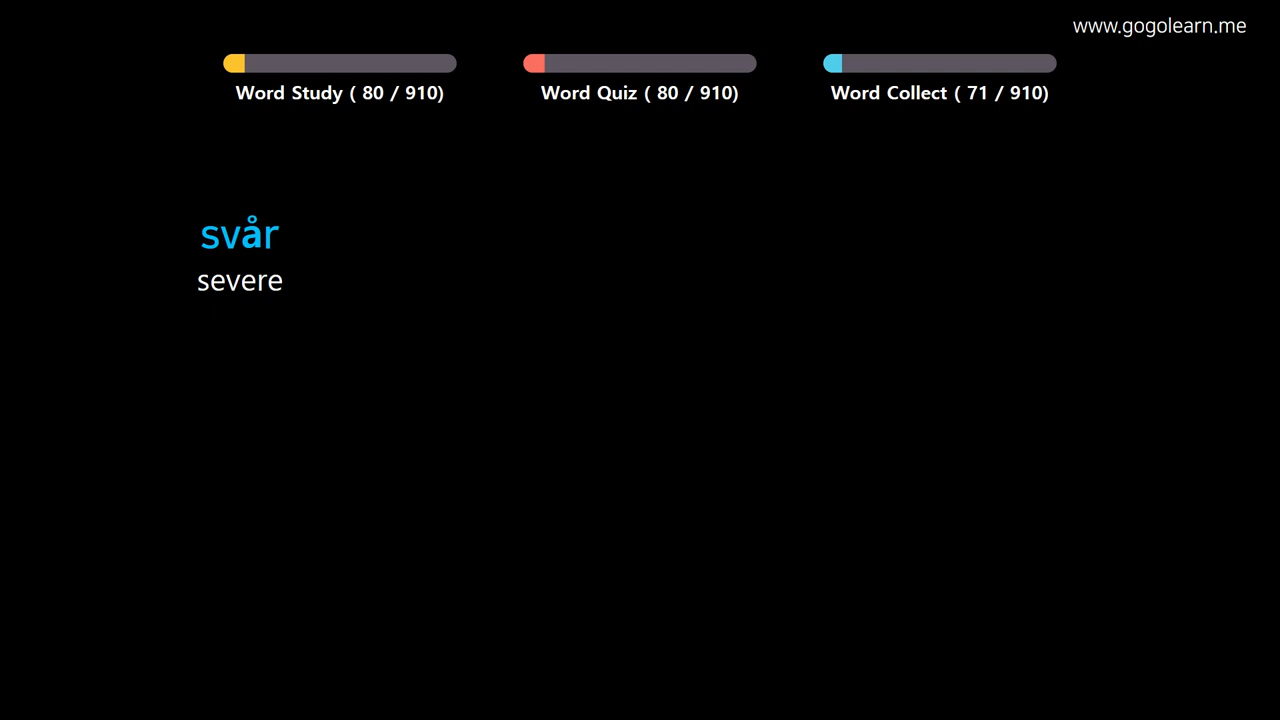 www.gogolearn.me
Word Study ( 80 / 910)
Word Quiz ( 80 / 910)
Word Collect ( 71 / 910)
svår
severe